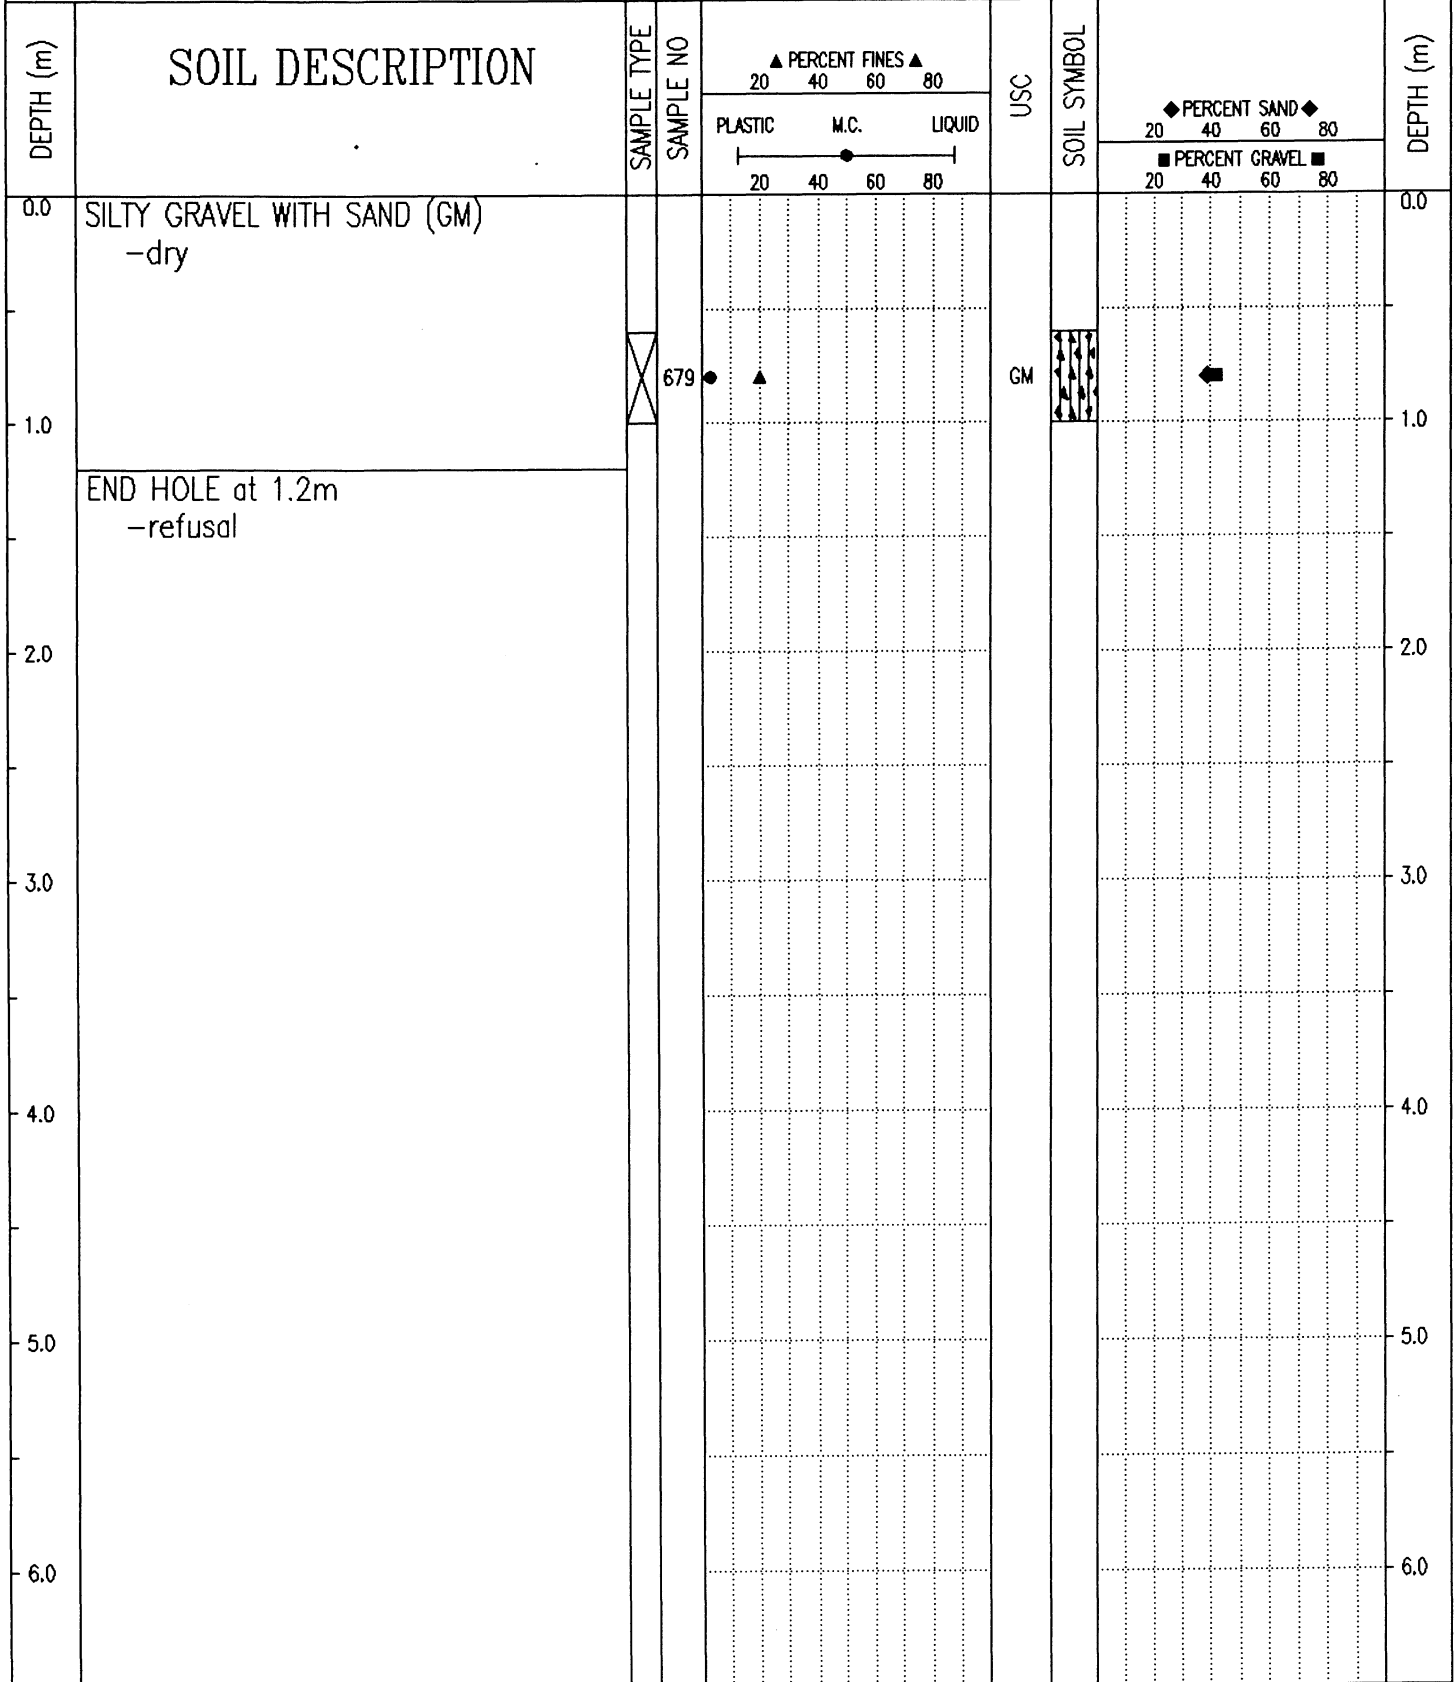 DEPTH (m)
SOIL DESCRIPTION
SAMPLE TYPE
SAMPLE NO
▲ PERCENT FINES ▲
20 40 60 80
PLASTIC M.C. LIQUID
20 40 60 80
USC
SOIL SYMBOL
◆ PERCENT SAND ◆
20 40 60 80
■ PERCENT GRAVEL ■
20 40 60 80
DEPTH (m)
0.0 SILTY GRAVEL WITH SAND (GM) 0.0
-dry
679 GM
1.0 1.0
END HOLE at 1.2m
-refusal
2.0 2.0
3.0 3.0
4.0 4.0
5.0 5.0
6.0 6.0